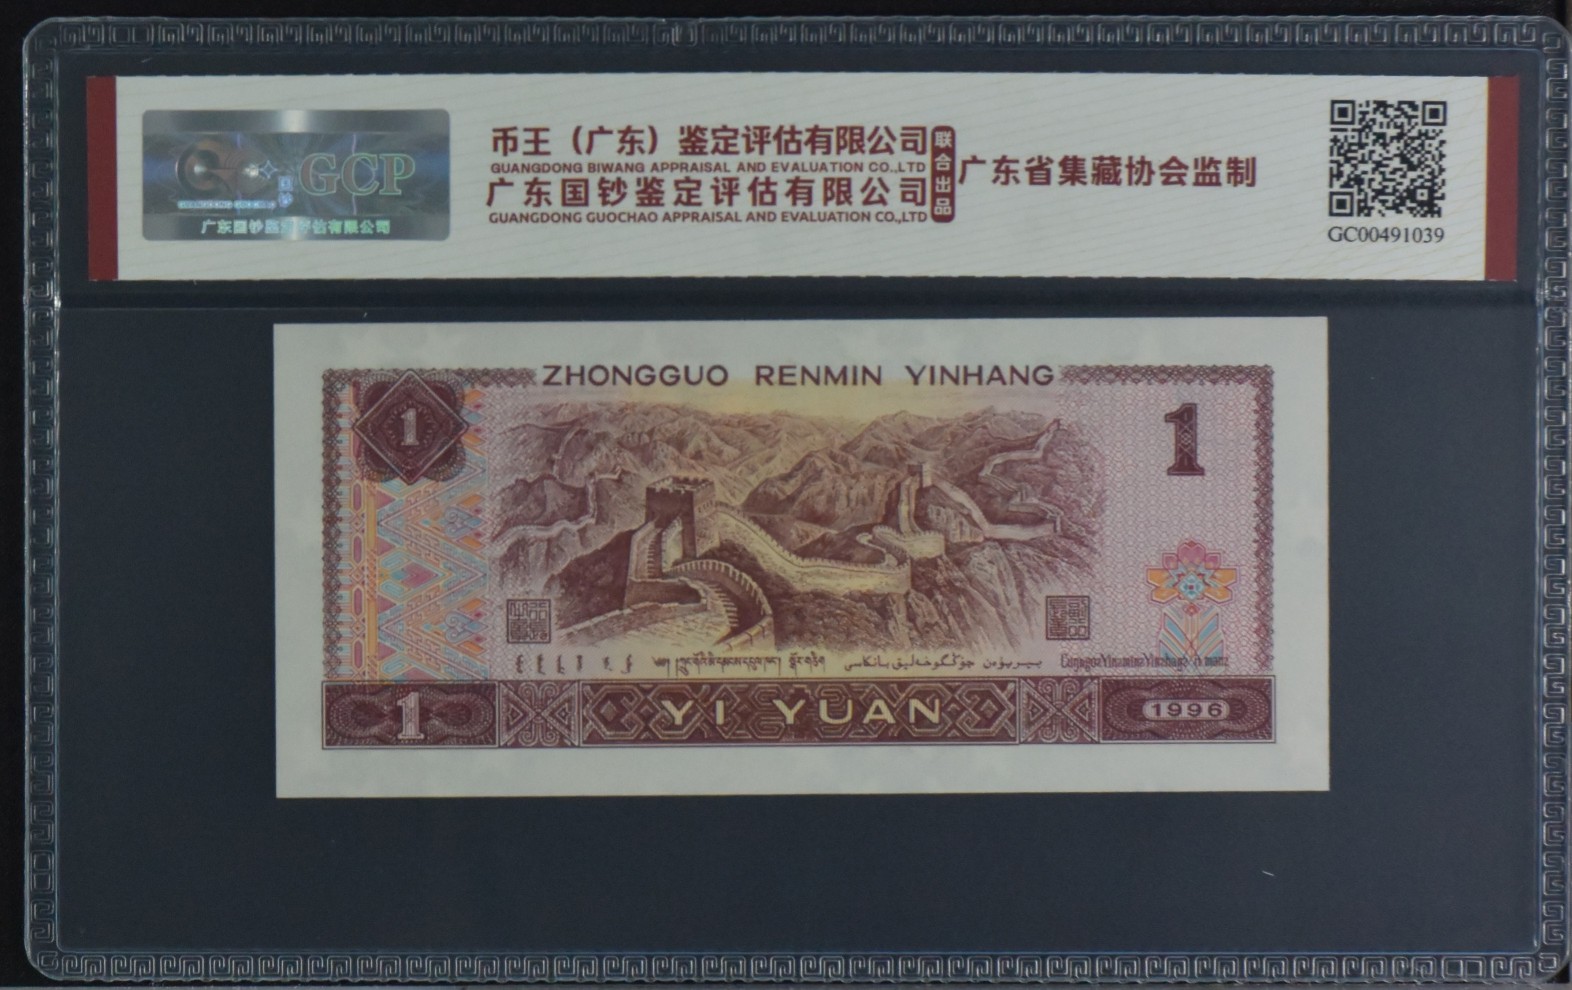 GCP
广东国钞鉴定评估有限公司
币王（广东）鉴定评估有限公司
GUANGDONG BIWANG APPRAISAL AND EVALUATION CO.,LTD
广东国钞鉴定评估有限公司
GUANGDONG GUOCHAO APPRAISAL AND EVALUATION CO.,LTD
联合出品
广东省集藏协会监制
GC00491039
ZHONGGUO RENMIN YINHANG
1
1
1
YI YUAN
1996